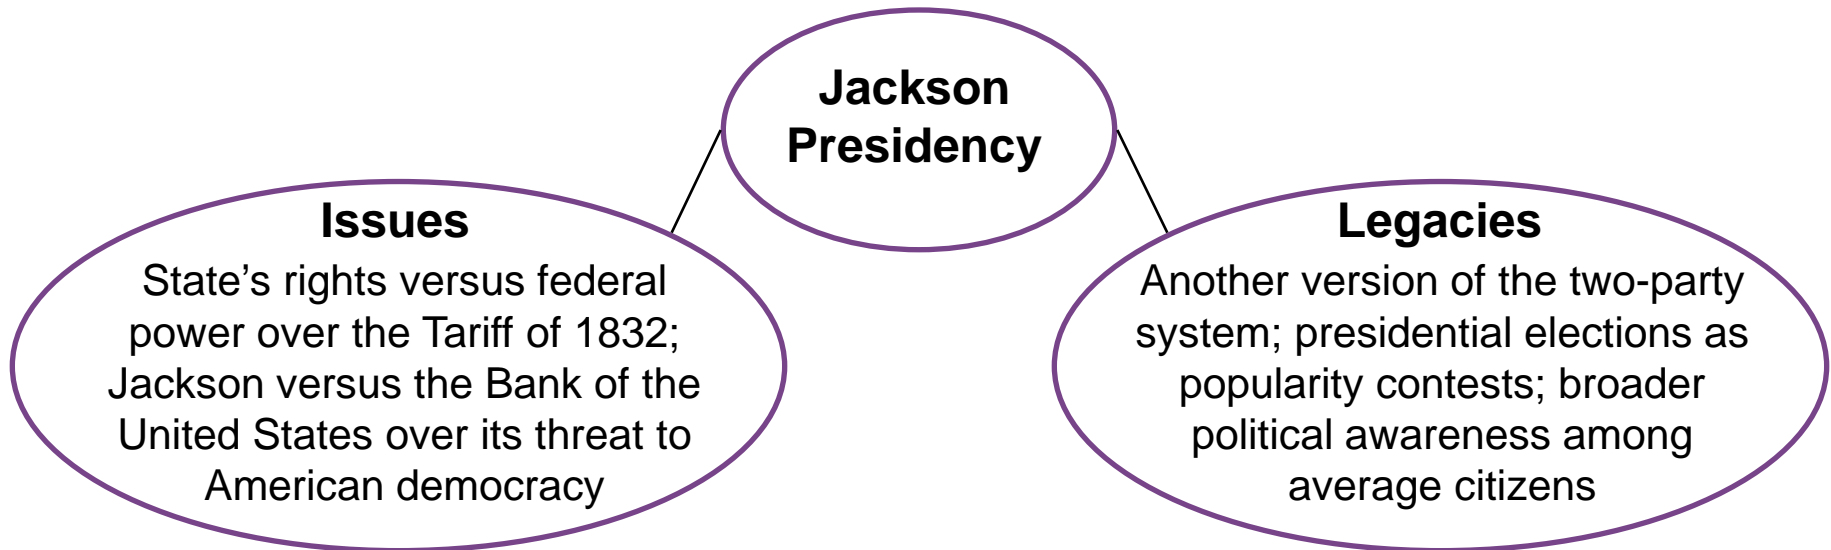 Jackson
Presidency
Issues
State’s rights versus federal
power over the Tariff of 1832;
Jackson versus the Bank of the
United States over its threat to
American democracy
Legacies
Another version of the two-party
system; presidential elections as
popularity contests; broader
political awareness among
average citizens